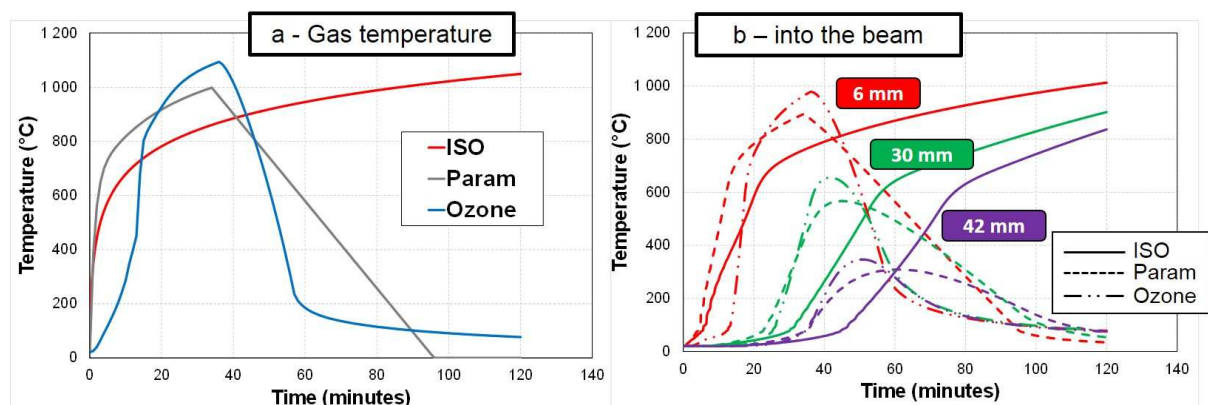 a - Gas temperature
1 200
1 000
800
600
400
200
0
Temperature (°C)
ISO
Param
Ozone
0 20 40 60 80 100 120 140
Time (minutes)
b – into the beam
1 200
1 000
800
600
400
200
0
Temperature (°C)
6 mm
30 mm
42 mm
ISO
Param
Ozone
0 20 40 60 80 100 120 140
Time (minutes)